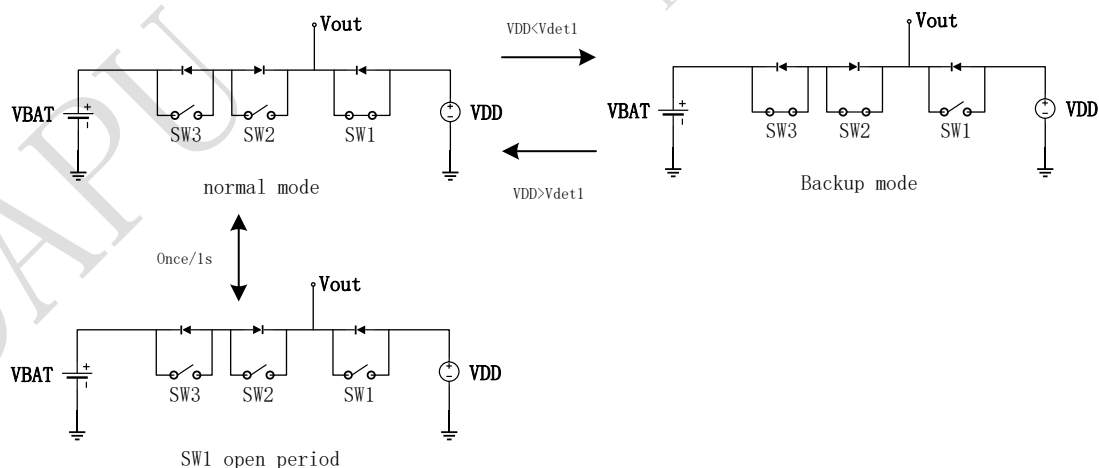 Vout
VBAT
+
-
SW3
SW2
SW1
+
-
VDD
normal mode
VDD<Vdet1
VDD>Vdet1
Vout
VBAT
+
-
SW3
SW2
SW1
+
-
VDD
Backup mode
Once/1s
Vout
VBAT
+
-
SW3
SW2
SW1
+
-
VDD
SW1 open period
DAPU